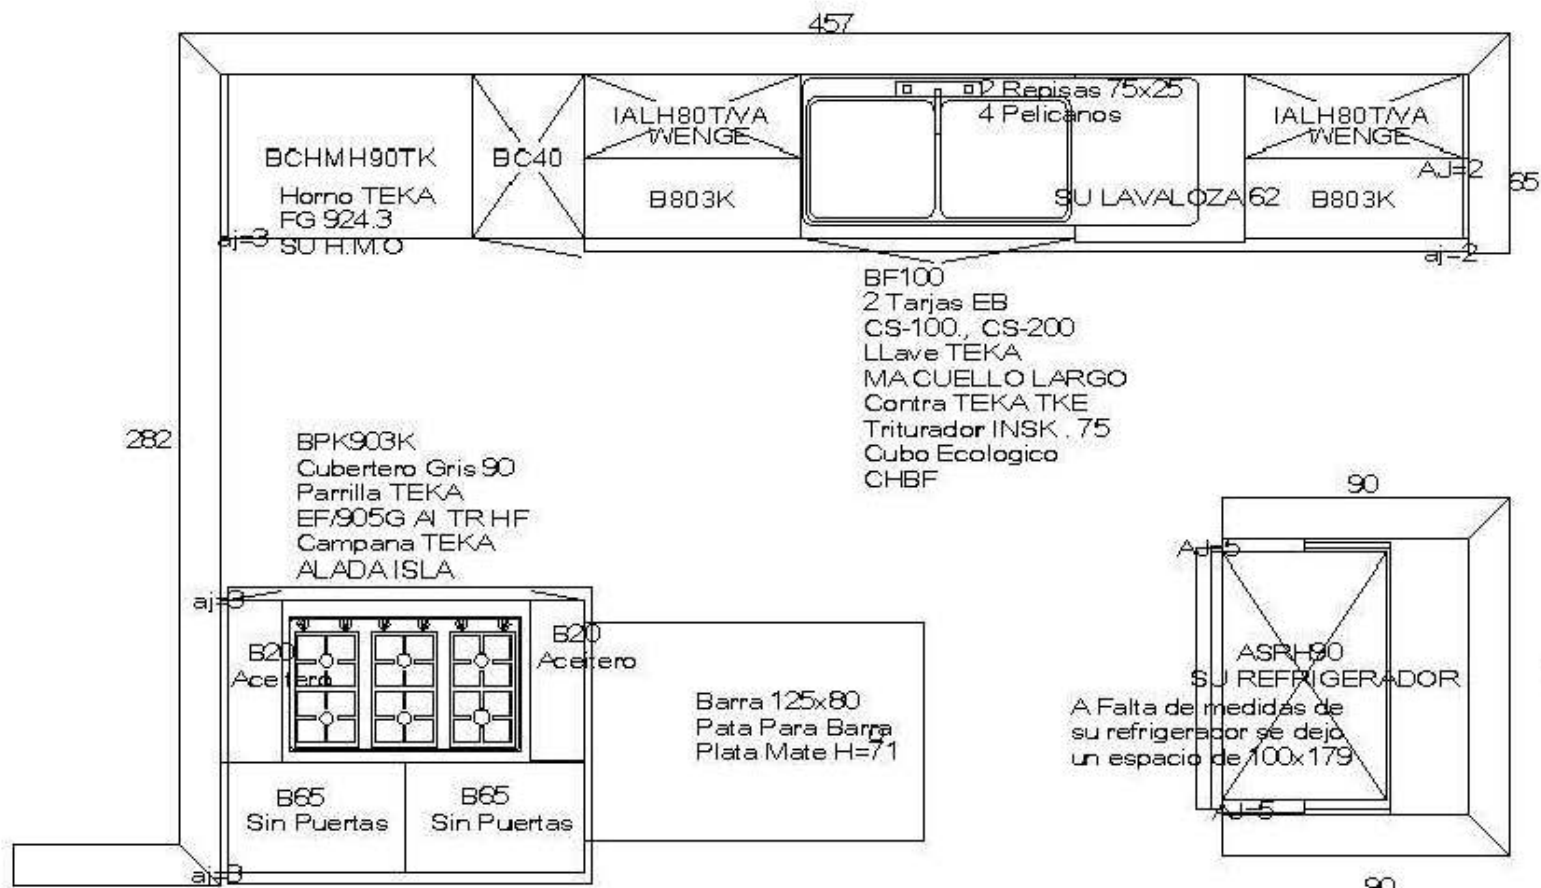 457
BCHMH90TK
Horno TEKA
FG 924.3
SU H.M.O
aj=3
BC40
IALH80T/VA
WENGE
B803K
2 Repisas 75x25
4 Pelicanos
SU LAVALOZA 62
IALH80T/VA
WENGE
AJ=2
B803K
65
aj=2
BF100
2 Tarjas EB
CS-100., CS-200
LLave TEKA
MA CUELLO LARGO
Contra TEKA TKE
Triturador INSK . 75
Cubo Ecologico
CHBF
282
BPK903K
Cubertero Gris 90
Parrilla TEKA
EF/905G AI TR HF
Campana TEKA
ALADA ISLA
aj=3
B20
Aceitero
B20
Aceitero
B65
Sin Puertas
B65
Sin Puertas
aj=3
Barra 125x80
Pata Para Barra
Plata Mate H=71
90
AJ=5
ASRH90
SU REFRIGERADOR
A Falta de medidas de
su refrigerador se dejo
un espacio de 100x179
AJ=5
90